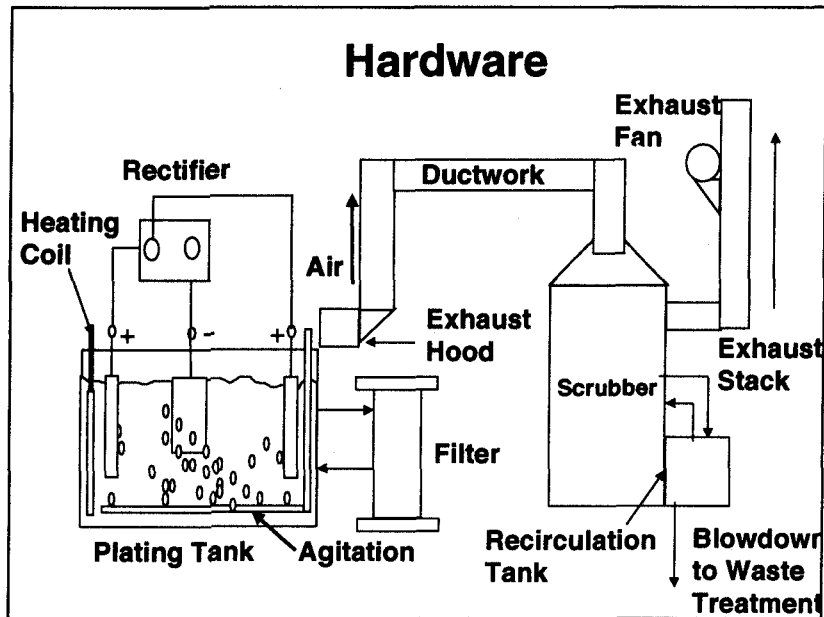 Hardware
Exhaust
Fan
Rectifier
Ductwork
Heating
Coil
Air
+
-
+
Exhaust
Hood
Exhaust
Stack
Scrubber
Filter
Plating Tank
Agitation
Recirculation
Tank
Blowdown
to Waste
Treatment